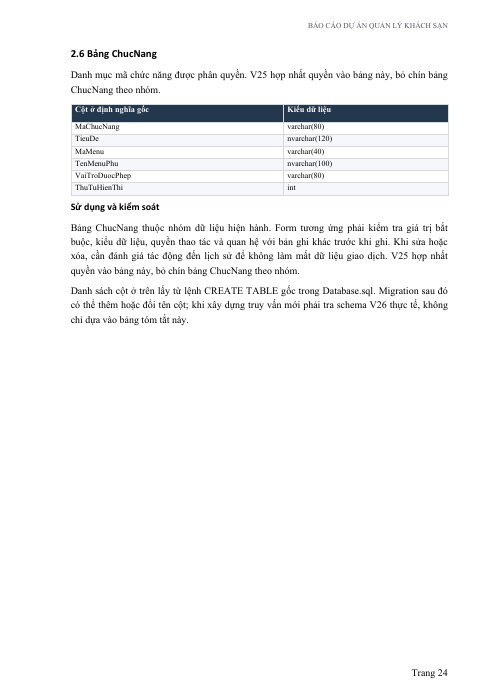 BÁO CÁO DỰ ÁN QUẢN LÝ KHÁCH SẠN
2.6 Bảng ChucNang
Danh mục mã chức năng được phân quyền. V25 hợp nhất quyền vào bảng này, bỏ chín bảng
ChucNang theo nhóm.
Cột ở định nghĩa gốc Kiểu dữ liệu
MaChucNang varchar(80)
TieuDe nvarchar(120)
MaMenu varchar(40)
TenMenuPhu nvarchar(100)
VaiTroDuocPhep varchar(80)
ThuTuHienThi int
Sử dụng và kiểm soát
Bảng ChucNang thuộc nhóm dữ liệu hiện hành. Form tương ứng phải kiểm tra giá trị bắt
buộc, kiểu dữ liệu, quyền thao tác và quan hệ với bản ghi khác trước khi ghi. Khi sửa hoặc
xóa, cần đánh giá tác động đến lịch sử để không làm mất dữ liệu giao dịch. V25 hợp nhất
quyền vào bảng này, bỏ chín bảng ChucNang theo nhóm.
Danh sách cột ở trên lấy từ lệnh CREATE TABLE gốc trong Database.sql. Migration sau đó
có thể thêm hoặc đổi tên cột; khi xây dựng truy vấn mới phải tra schema V26 thực tế, không
chỉ dựa vào bảng tóm tắt này.
Trang 24